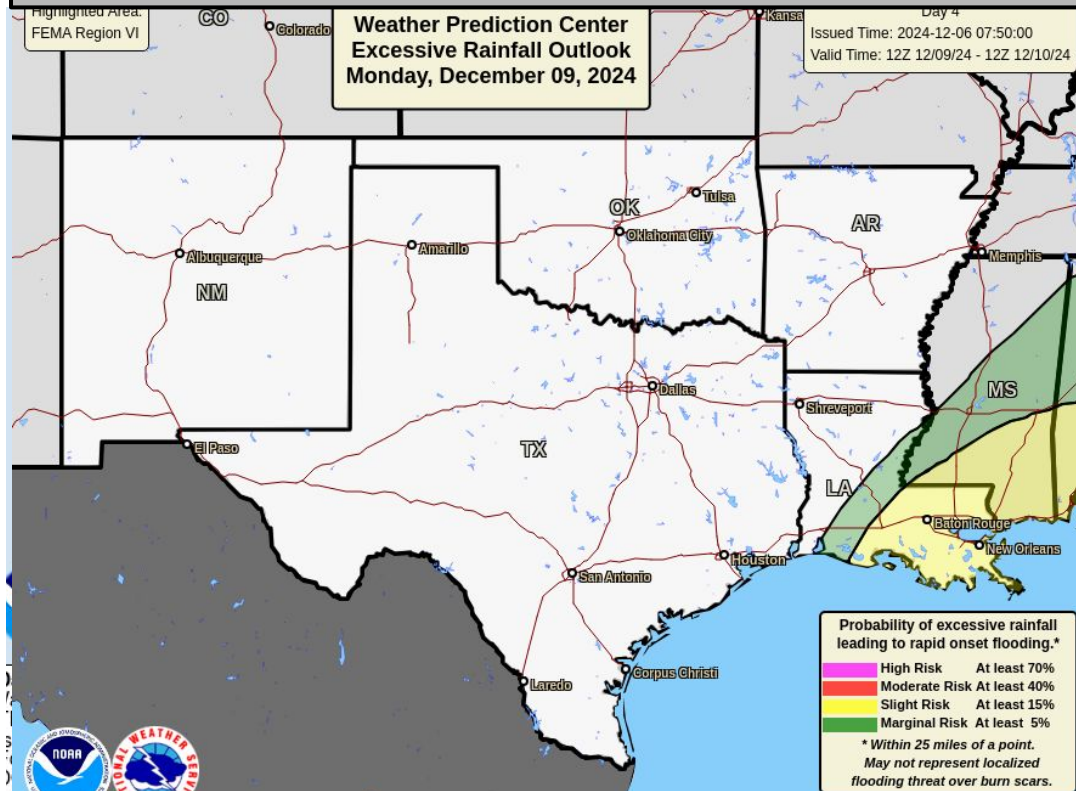 Highlighted Area:
FEMA Region VI
Weather Prediction Center
Excessive Rainfall Outlook
Monday, December 09, 2024
Day 4
Issued Time: 2024-12-06 07:50:00
Valid Time: 12Z 12/09/24 - 12Z 12/10/24
CO
Colorado
Kansa
Tulsa
OK
Oklahoma City
AR
Albuquerque
Amarillo
Memphis
NM
Dallas
MS
Shreveport
El Paso
TX
LA
Baton Rouge
New Orleans
Houston
San Antonio
Corpus Christi
Laredo
Probability of excessive rainfall
leading to rapid onset flooding.*
High Risk At least 70%
Moderate Risk At least 40%
Slight Risk At least 15%
Marginal Risk At least 5%
* Within 25 miles of a point.
May not represent localized
flooding threat over burn scars.
NOAA